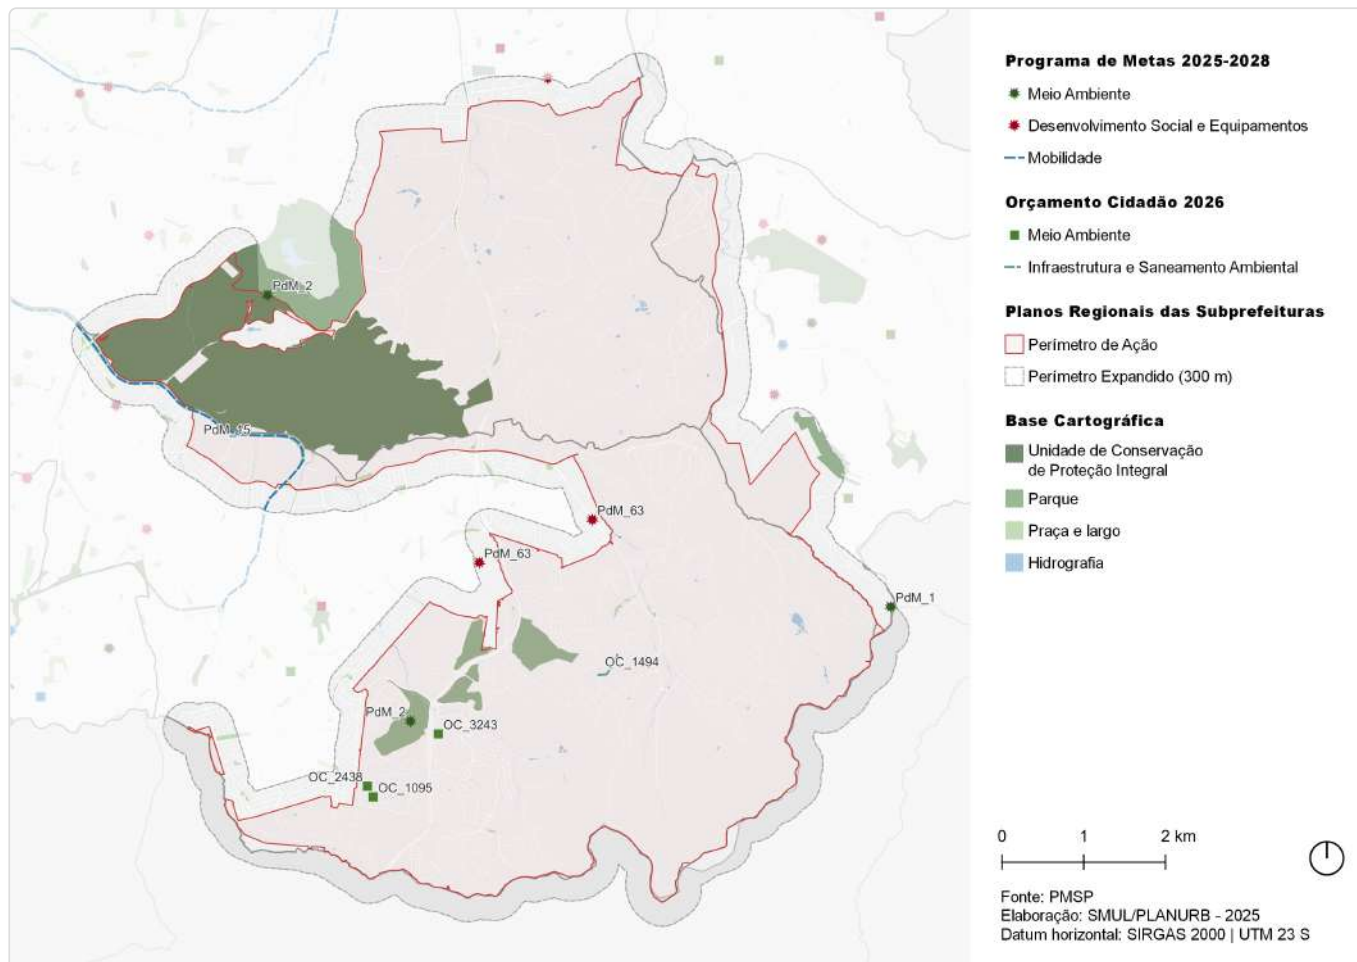 PdM_2
PdM_15
PdM_63
PdM_63
PdM_1
OC_1494
PdM_2
OC_3243
OC_2438
OC_1095
Programa de Metas 2025-2028
Meio Ambiente
Desenvolvimento Social e Equipamentos
Mobilidade
Orçamento Cidadão 2026
Meio Ambiente
Infraestrutura e Saneamento Ambiental
Planos Regionais das Subprefeituras
Perímetro de Ação
Perímetro Expandido (300 m)
Base Cartográfica
Unidade de Conservação
de Proteção Integral
Parque
Praça e largo
Hidrografia
0 1 2 km
Fonte: PMSP
Elaboração: SMUL/PLANURB - 2025
Datum horizontal: SIRGAS 2000 | UTM 23 S